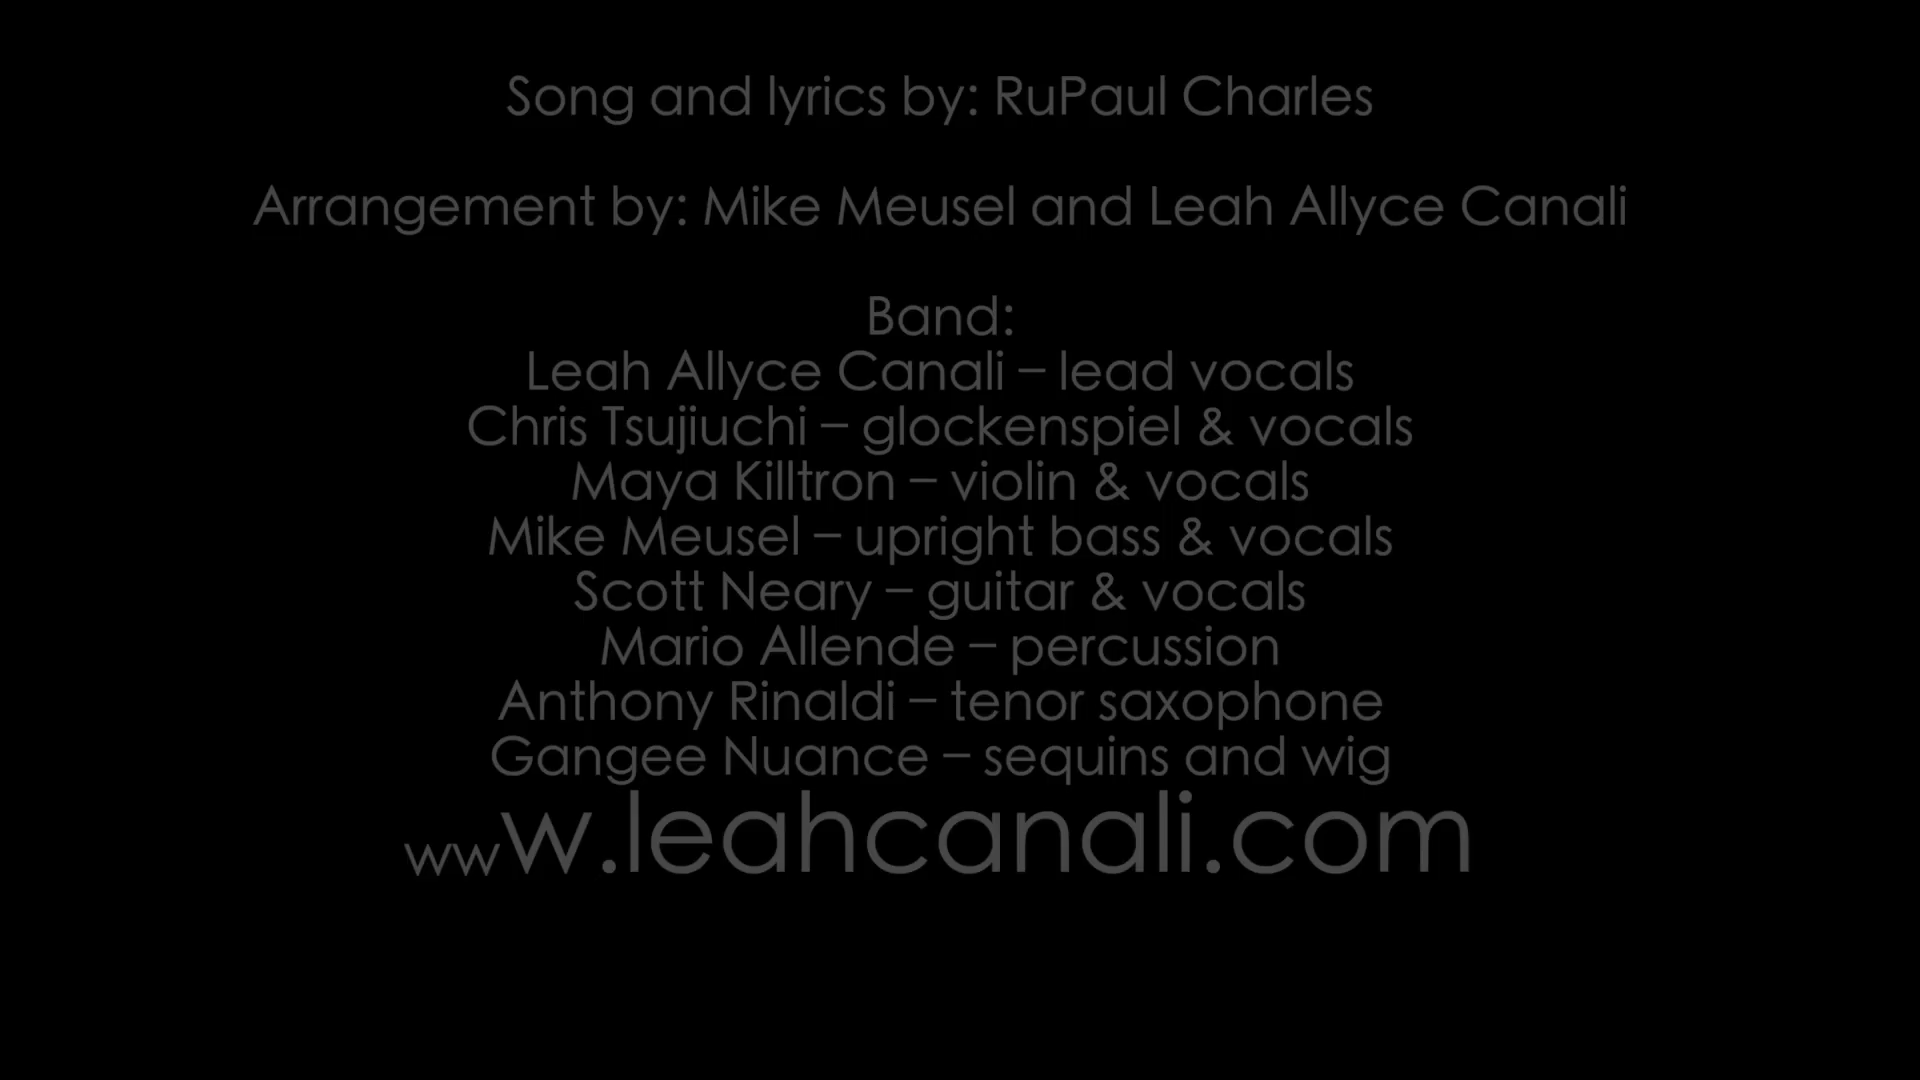 Song and lyrics by: RuPaul Charles
Arrangement by: Mike Meusel and Leah Allyce Canali
Band:
Leah Allyce Canali – lead vocals
Chris Tsujiuchi – glockenspiel & vocals
Maya Killtron – violin & vocals
Mike Meusel – upright bass & vocals
Scott Neary – guitar & vocals
Mario Allende – percussion
Anthony Rinaldi – tenor saxophone
Gangee Nuance – sequins and wig
www.leahcanali.com